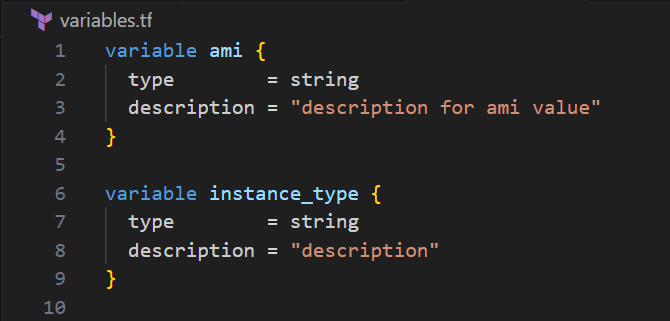 variables.tf
1 variable ami {
2   type        = string
3   description = "description for ami value"
4 }
5
6 variable instance_type {
7   type        = string
8   description = "description"
9 }
10